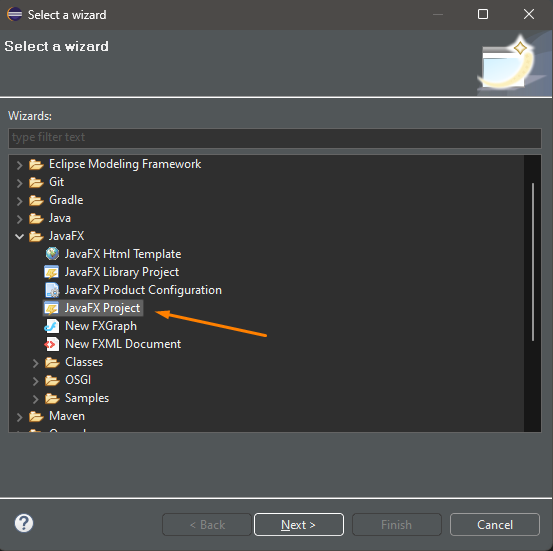 Select a wizard
Select a wizard
Wizards:
type filter text
Eclipse Modeling Framework
Git
Gradle
Java
JavaFX
JavaFX Html Template
JavaFX Library Project
JavaFX Product Configuration
JavaFX Project
New FXGraph
New FXML Document
Classes
OSGI
Samples
Maven
?
< Back
Next >
Finish
Cancel